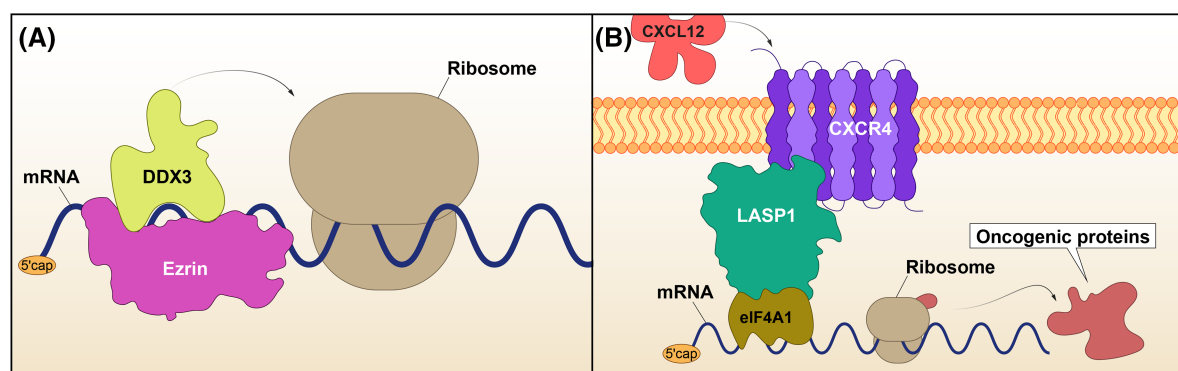 (A)
Ribosome
DDX3
mRNA
Ezrin
5'cap
(B)
CXCL12
CXCR4
LASP1
Oncogenic proteins
Ribosome
mRNA
eIF4A1
5'cap